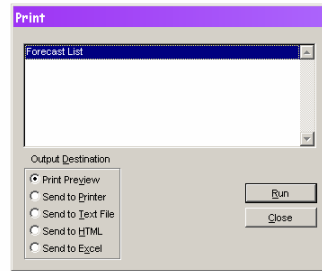 Print
Forecast List
Output Destination
Print Preview
Send to Printer
Send to Text File
Send to HTML
Send to Excel
Run
Close